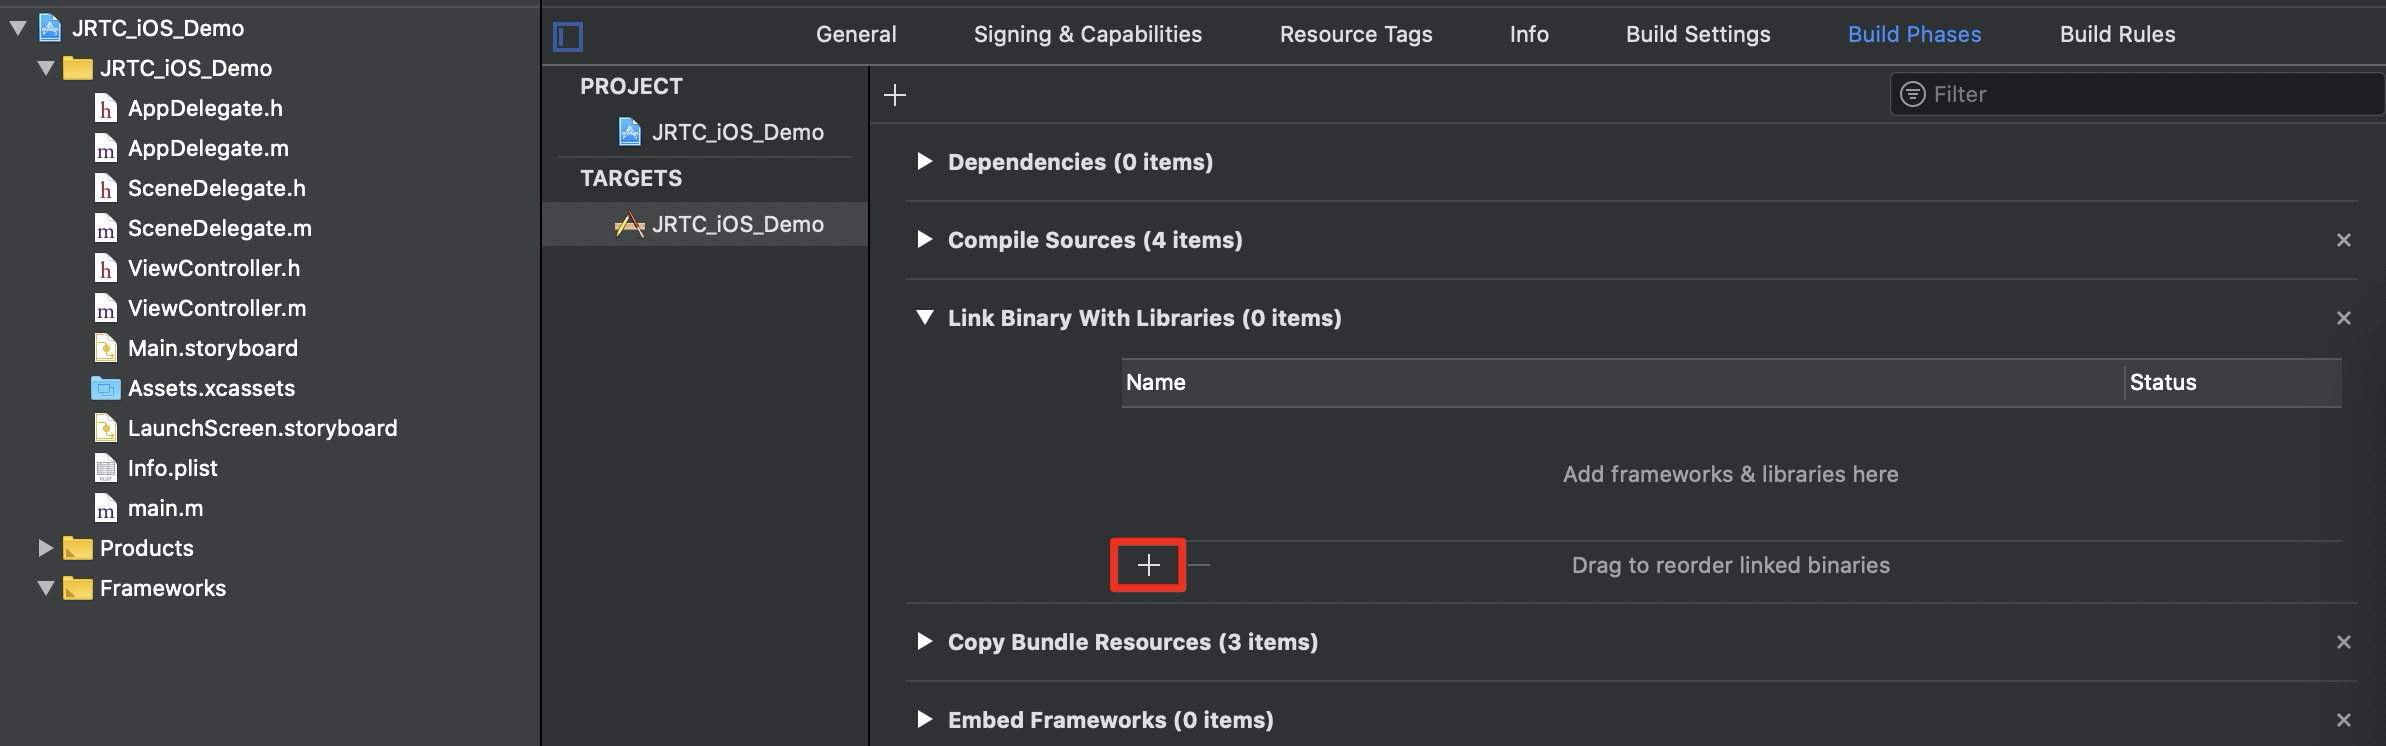 JRTC_iOS_Demo
JRTC_iOS_Demo
h AppDelegate.h
m AppDelegate.m
h SceneDelegate.h
m SceneDelegate.m
h ViewController.h
m ViewController.m
Main.storyboard
Assets.xcassets
LaunchScreen.storyboard
PLIST Info.plist
m main.m
Products
Frameworks
General Signing & Capabilities Resource Tags Info Build Settings Build Phases Build Rules
PROJECT
JRTC_iOS_Demo
TARGETS
JRTC_iOS_Demo
Filter
Dependencies (0 items)
Compile Sources (4 items)
Link Binary With Libraries (0 items)
Name Status
Add frameworks & libraries here
Drag to reorder linked binaries
Copy Bundle Resources (3 items)
Embed Frameworks (0 items)